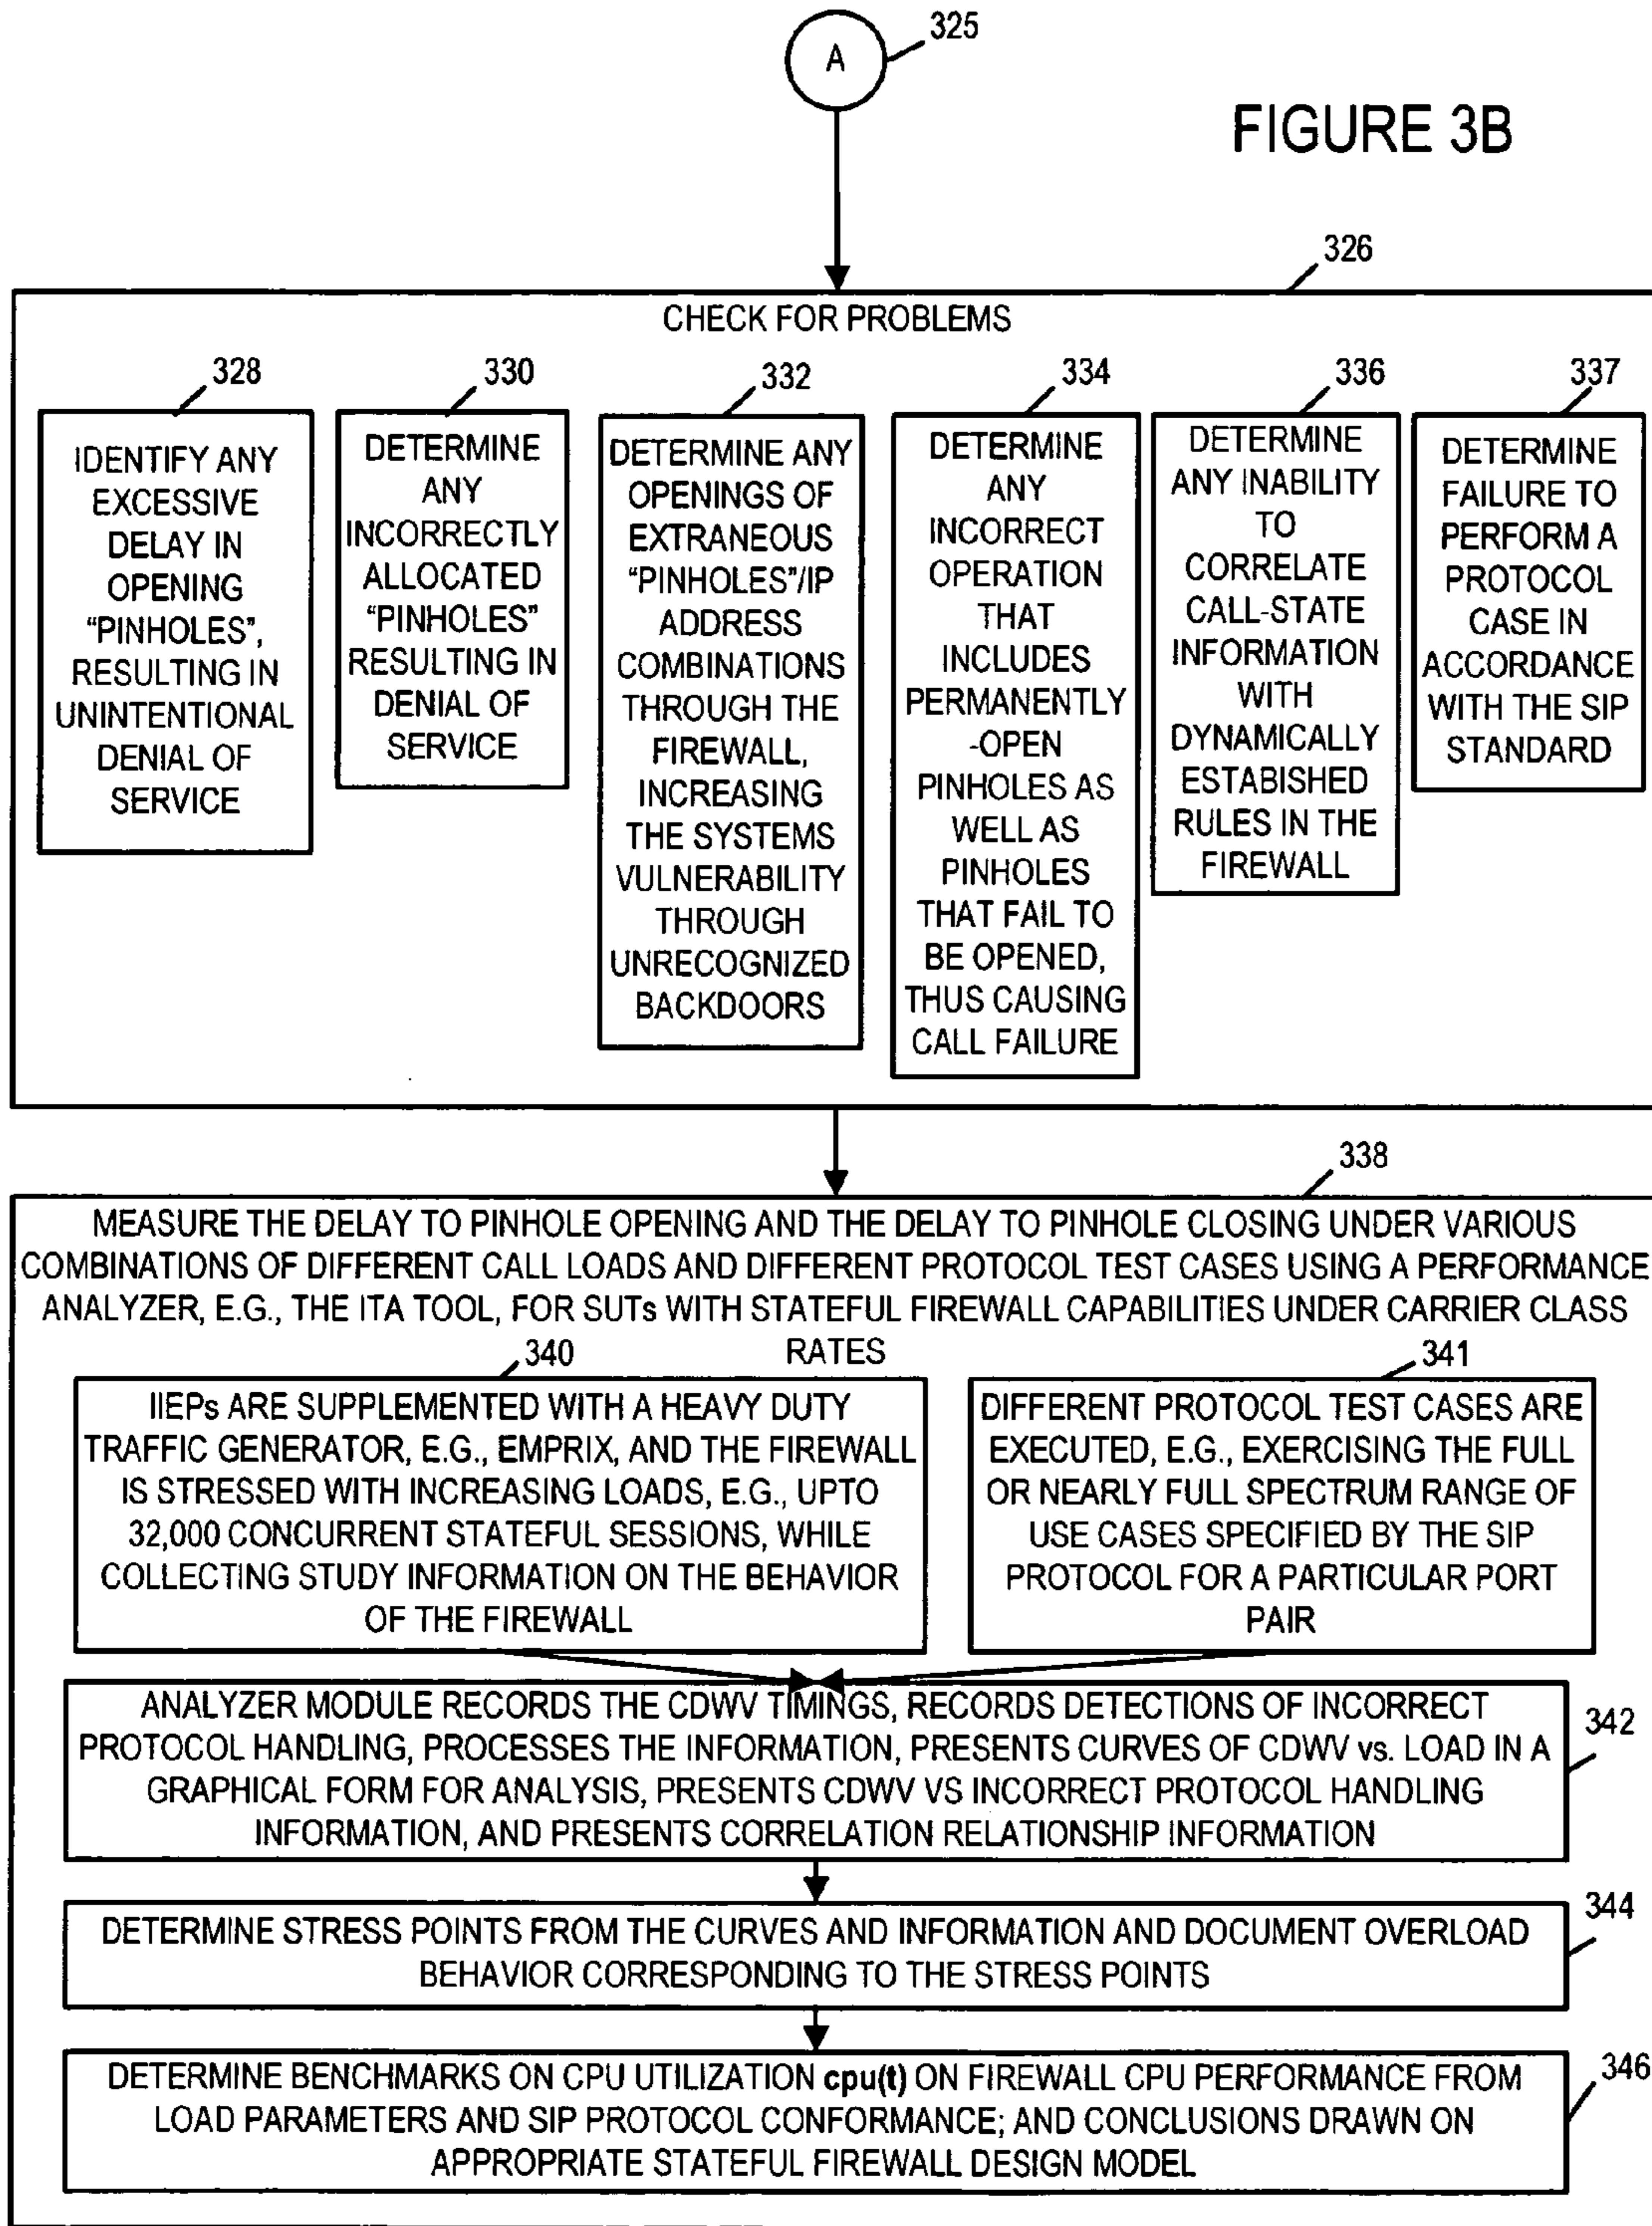 A
325
FIGURE 3B
326
CHECK FOR PROBLEMS
328
IDENTIFY ANY
EXCESSIVE
DELAY IN
OPENING
“PINHOLES”,
RESULTING IN
UNINTENTIONAL
DENIAL OF
SERVICE
330
DETERMINE
ANY
INCORRECTLY
ALLOCATED
“PINHOLES”
RESULTING IN
DENIAL OF
SERVICE
332
DETERMINE ANY
OPENINGS OF
EXTRANEOUS
“PINHOLES”/IP
ADDRESS
COMBINATIONS
THROUGH THE
FIREWALL,
INCREASING
THE SYSTEMS
VULNERABILITY
THROUGH
UNRECOGNIZED
BACKDOORS
334
DETERMINE
ANY
INCORRECT
OPERATION
THAT
INCLUDES
PERMANENTLY
-OPEN
PINHOLES AS
WELL AS
PINHOLES
THAT FAIL TO
BE OPENED,
THUS CAUSING
CALL FAILURE
336
DETERMINE
ANY INABILITY
TO
CORRELATE
CALL-STATE
INFORMATION
WITH
DYNAMICALLY
ESTABISHED
RULES IN THE
FIREWALL
337
DETERMINE
FAILURE TO
PERFORM A
PROTOCOL
CASE IN
ACCORDANCE
WITH THE SIP
STANDARD
338
MEASURE THE DELAY TO PINHOLE OPENING AND THE DELAY TO PINHOLE CLOSING UNDER VARIOUS
COMBINATIONS OF DIFFERENT CALL LOADS AND DIFFERENT PROTOCOL TEST CASES USING A PERFORMANCE
ANALYZER, E.G., THE ITA TOOL, FOR SUTs WITH STATEFUL FIREWALL CAPABILITIES UNDER CARRIER CLASS
RATES
340
IIEPs ARE SUPPLEMENTED WITH A HEAVY DUTY
TRAFFIC GENERATOR, E.G., EMPRIX, AND THE FIREWALL
IS STRESSED WITH INCREASING LOADS, E.G., UPTO
32,000 CONCURRENT STATEFUL SESSIONS, WHILE
COLLECTING STUDY INFORMATION ON THE BEHAVIOR
OF THE FIREWALL
341
DIFFERENT PROTOCOL TEST CASES ARE
EXECUTED, E.G., EXERCISING THE FULL
OR NEARLY FULL SPECTRUM RANGE OF
USE CASES SPECIFIED BY THE SIP
PROTOCOL FOR A PARTICULAR PORT
PAIR
342
ANALYZER MODULE RECORDS THE CDWV TIMINGS, RECORDS DETECTIONS OF INCORRECT
PROTOCOL HANDLING, PROCESSES THE INFORMATION, PRESENTS CURVES OF CDWV vs. LOAD IN A
GRAPHICAL FORM FOR ANALYSIS, PRESENTS CDWV VS INCORRECT PROTOCOL HANDLING
INFORMATION, AND PRESENTS CORRELATION RELATIONSHIP INFORMATION
344
DETERMINE STRESS POINTS FROM THE CURVES AND INFORMATION AND DOCUMENT OVERLOAD
BEHAVIOR CORRESPONDING TO THE STRESS POINTS
346
DETERMINE BENCHMARKS ON CPU UTILIZATION cpu(t) ON FIREWALL CPU PERFORMANCE FROM
LOAD PARAMETERS AND SIP PROTOCOL CONFORMANCE; AND CONCLUSIONS DRAWN ON
APPROPRIATE STATEFUL FIREWALL DESIGN MODEL